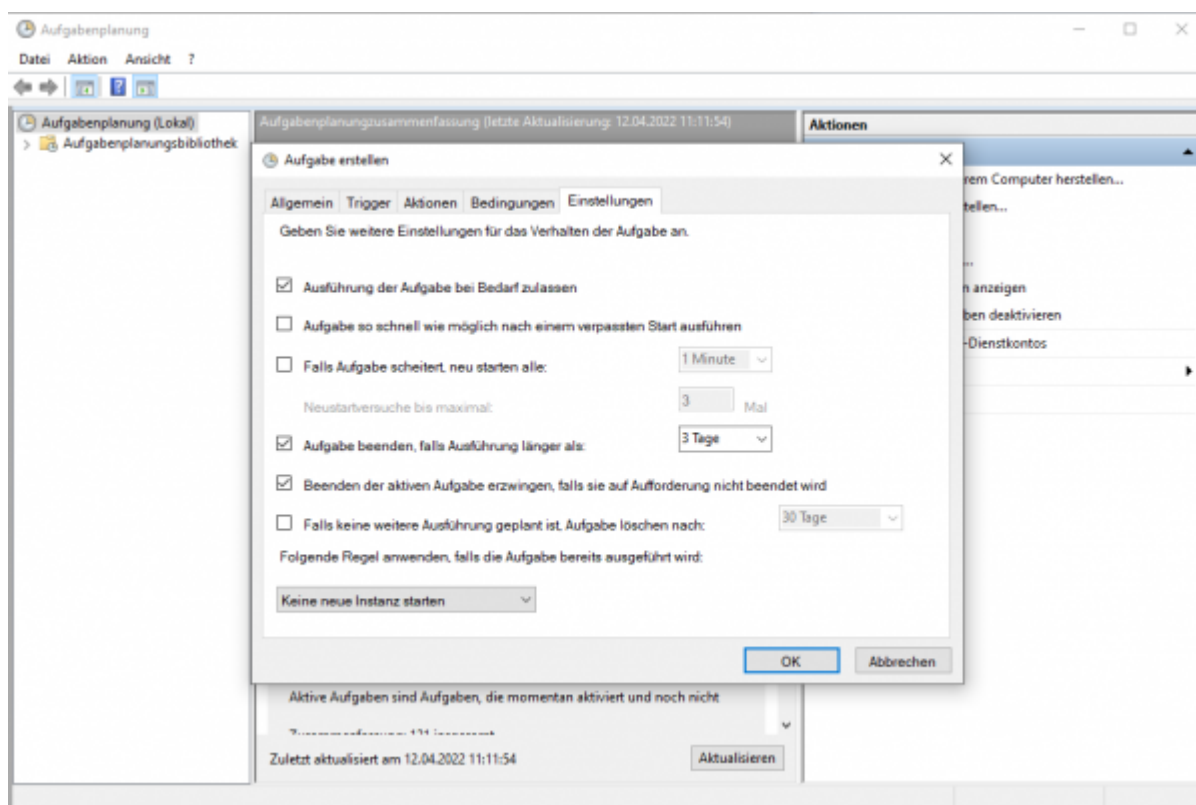 Aufgabenplanung
Datei Aktion Ansicht ?
Aufgabenplanung (Lokal)
Aufgabenplanungsbibliothek
Aufgabenplanungzusammenfassung (letzte Aktualisierung: 12.04.2022 11:11:54)
Aktionen
rem Computer herstellen...
tellen...
...
n anzeigen
ben deaktivieren
-Dienstkontos
Aufgabe erstellen
Allgemein Trigger Aktionen Bedingungen Einstellungen
Geben Sie weitere Einstellungen für das Verhalten der Aufgabe an.
Ausführung der Aufgabe bei Bedarf zulassen
Aufgabe so schnell wie möglich nach einem verpassten Start ausführen
Falls Aufgabe scheitert, neu starten alle: 1 Minute
Neustartversuche bis maximal: 3 Mal
Aufgabe beenden, falls Ausführung länger als: 3 Tage
Beenden der aktiven Aufgabe erzwingen, falls sie auf Aufforderung nicht beendet wird
Falls keine weitere Ausführung geplant ist, Aufgabe löschen nach: 30 Tage
Folgende Regel anwenden, falls die Aufgabe bereits ausgeführt wird:
Keine neue Instanz starten
OK Abbrechen
Aktive Aufgaben sind Aufgaben, die momentan aktiviert und noch nicht
Zuletzt aktualisiert am 12.04.2022 11:11:54
Aktualisieren